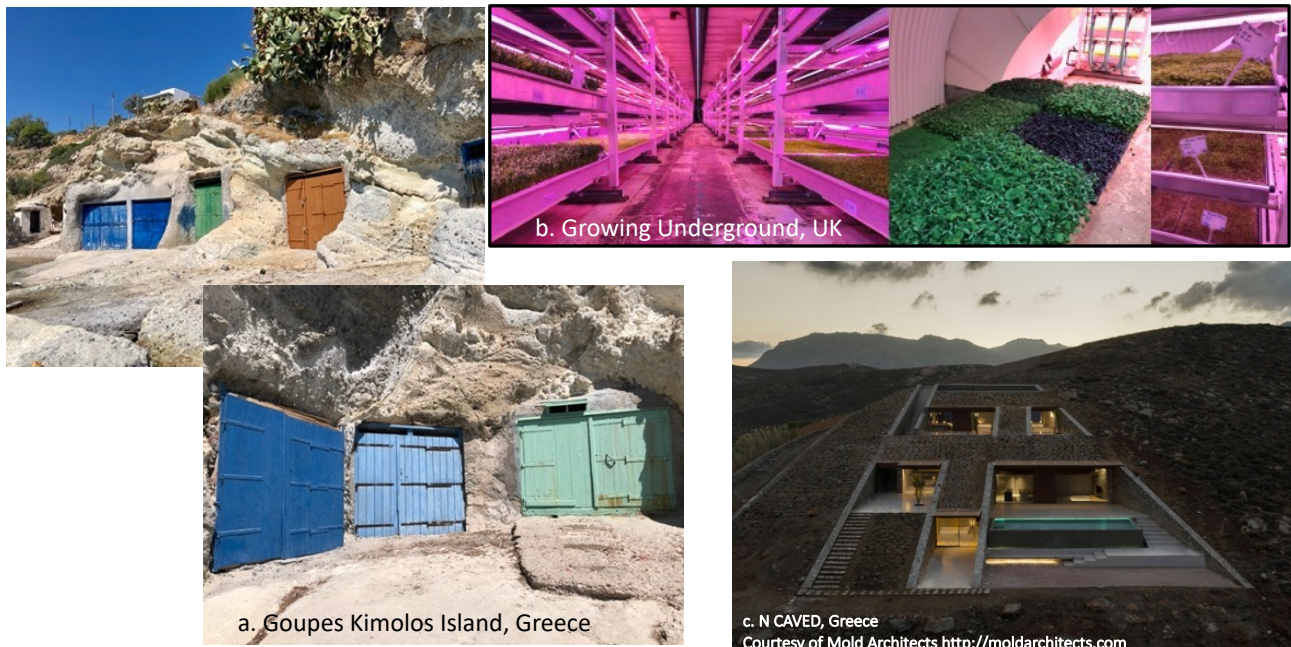 b. Growing Underground, UK
a. Goupes Kimolos Island, Greece
c. N CAVED, Greece
Courtesy of Mold Architects http://moldarchitects.com